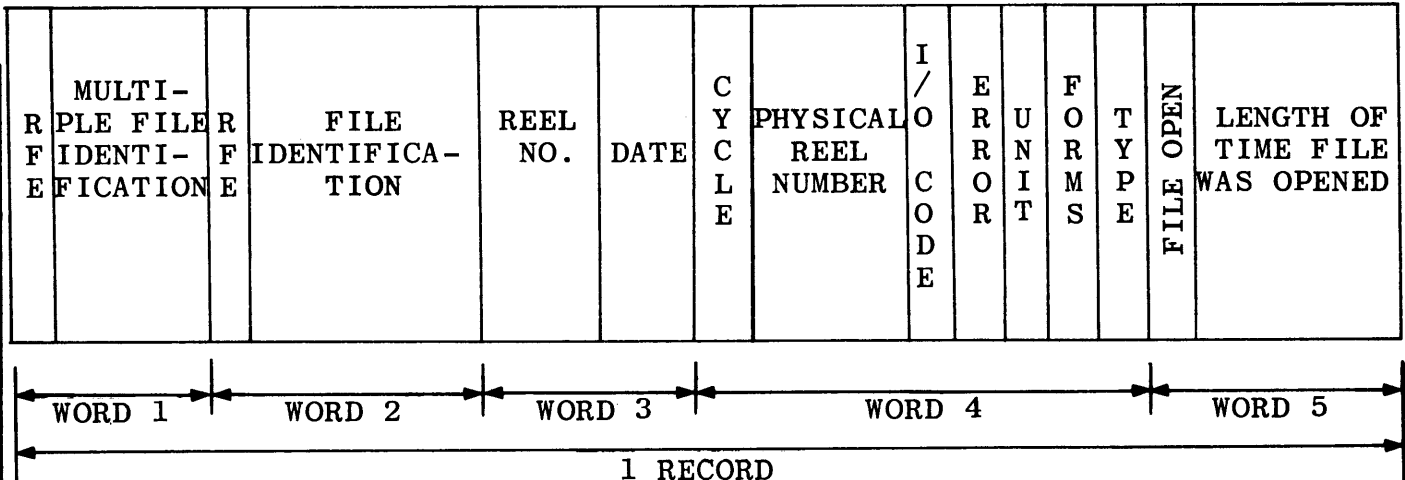 RFE
MULTI-
PLE FILE
IDENTI-
FICATION
RFE
FILE
IDENTIFICA-
TION
REEL
NO.
DATE
CYCLE
PHYSICAL
REEL
NUMBER
I/O CODE
ERROR
UNIT
FORMS
TYPE
FILE OPEN
LENGTH OF
TIME FILE
WAS OPENED
WORD 1
WORD 2
WORD 3
WORD 4
WORD 5
1 RECORD